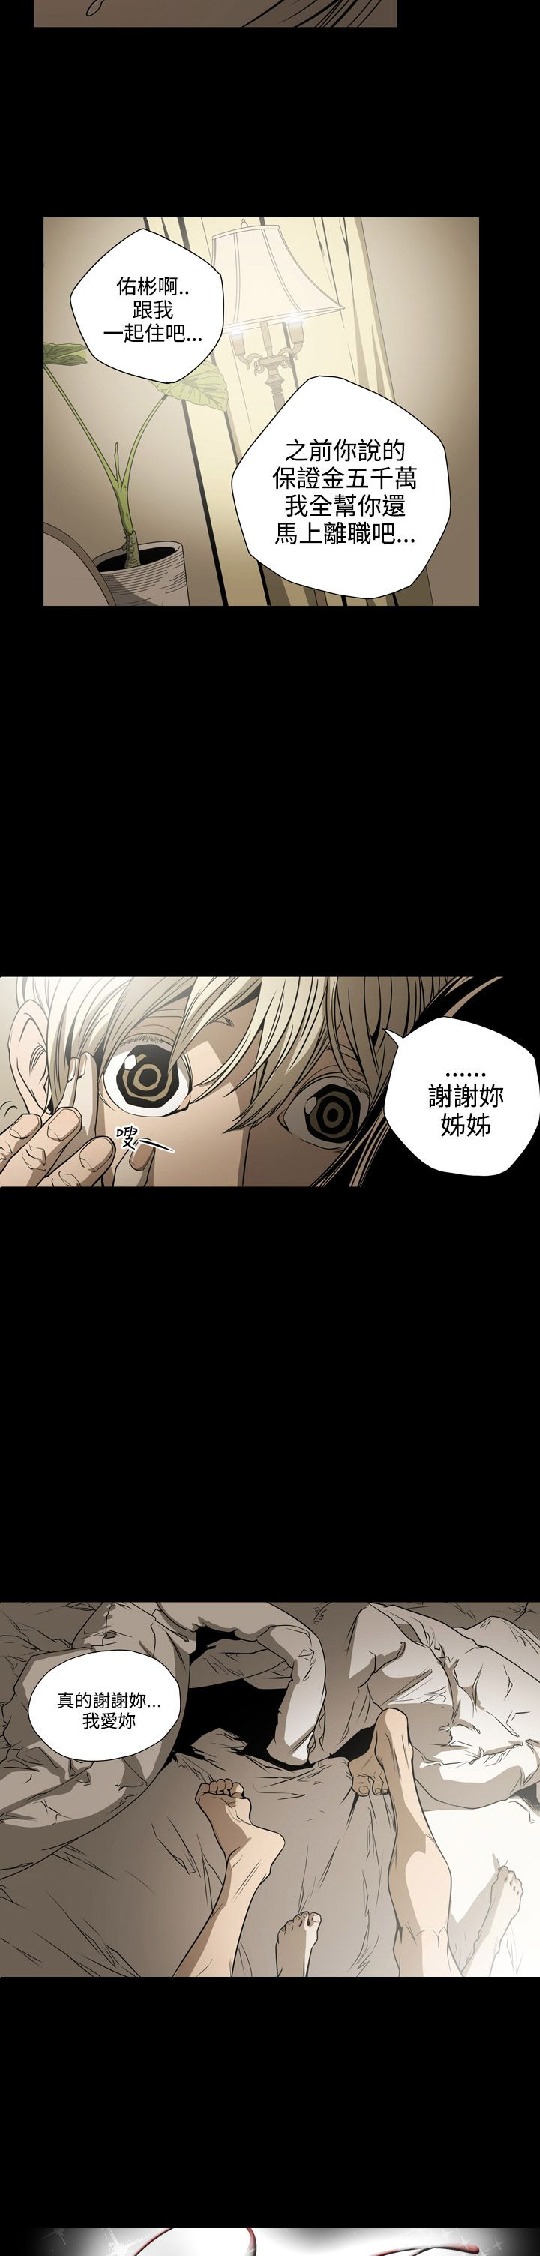 佑彬啊..
跟我
一起住吧...
之前你說的
保證金五千萬
我全幫你還
馬上離職吧...
......
謝謝妳
姊姊
真的謝謝妳...
我愛妳